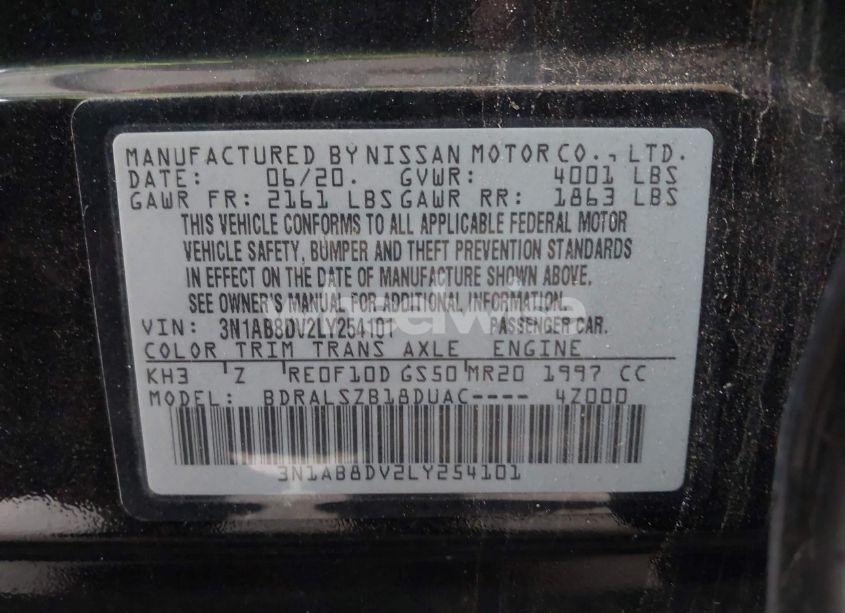 MANUFACTURED BY NISSAN MOTOR CO., LTD.
DATE: 06/20. GVWR: 4001 LBS
GAWR FR: 2161 LBS GAWR RR: 1863 LBS
THIS VEHICLE CONFORMS TO ALL APPLICABLE FEDERAL MOTOR
VEHICLE SAFETY, BUMPER AND THEFT PREVENTION STANDARDS
IN EFFECT ON THE DATE OF MANUFACTURE SHOWN ABOVE.
SEE OWNER'S MANUAL FOR ADDITIONAL INFORMATION.
VIN: 3N1AB8DV2LY254101 PASSENGER CAR.
COLOR TRIM TRANS AXLE ENGINE
KH3 Z RE0F10D GS50 MR20 1997 CC
MODEL: BDRALSZB18DUAC---- 4Z000
3N1AB8DV2LY254101